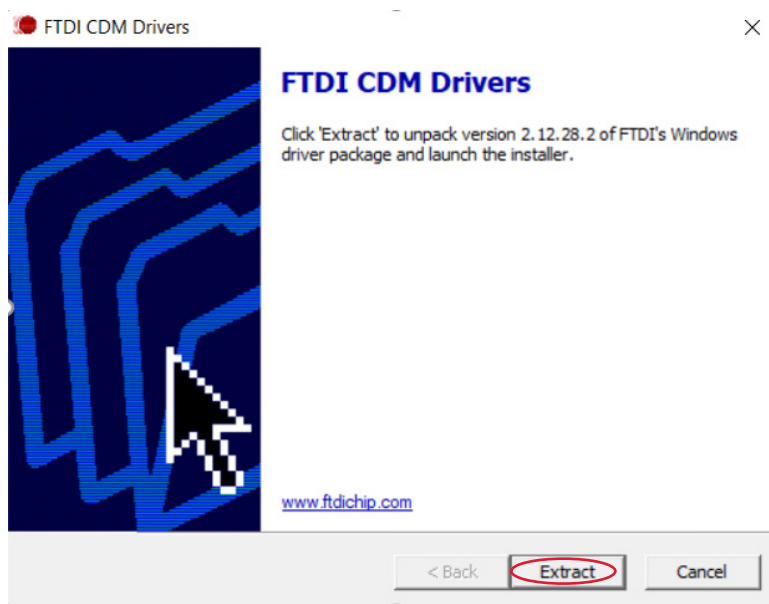 FTDI CDM Drivers
FTDI CDM Drivers
Click 'Extract' to unpack version 2.12.28.2 of FTDI's Windows
driver package and launch the installer.
www.ftdichip.com
< Back Extract Cancel